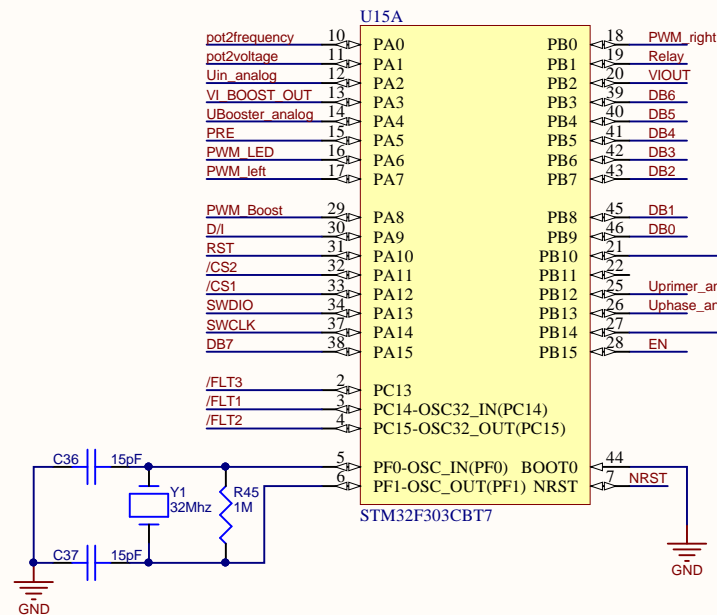 U15A
pot2frequency 10 PA0 PB0 18 PWM_right
pot2voltage 11 PA1 PB1 19 Relay
Uin_analog 12 PA2 PB2 20 VIOUT
VI_BOOST_OUT 13 PA3 PB3 39 DB6
UBooster_analog 14 PA4 PB4 40 DB5
PRE 15 PA5 PB5 41 DB4
PWM_LED 16 PA6 PB6 42 DB3
PWM_left 17 PA7 PB7 43 DB2
PWM_Boost 29 PA8 PB8 45 DB1
D/I 30 PA9 PB9 46 DB0
RST 31 PA10 PB10 21
/CS2 32 PA11 PB11 22
/CS1 33 PA12 PB12 25 Uprimer_an
SWDIO 34 PA13 PB13 26 Uphase_an
SWCLK 37 PA14 PB14 27
DB7 38 PA15 PB15 28 EN
/FLT3 2 PC13
/FLT1 3 PC14-OSC32_IN(PC14)
/FLT2 4 PC15-OSC32_OUT(PC15)
C36 15pF 5 PF0-OSC_IN(PF0) BOOT0 44
6 PF1-OSC_OUT(PF1) NRST 7 NRST
Y1 R45
32Mhz 1M
STM32F303CBT7
C37 15pF
GND
GND